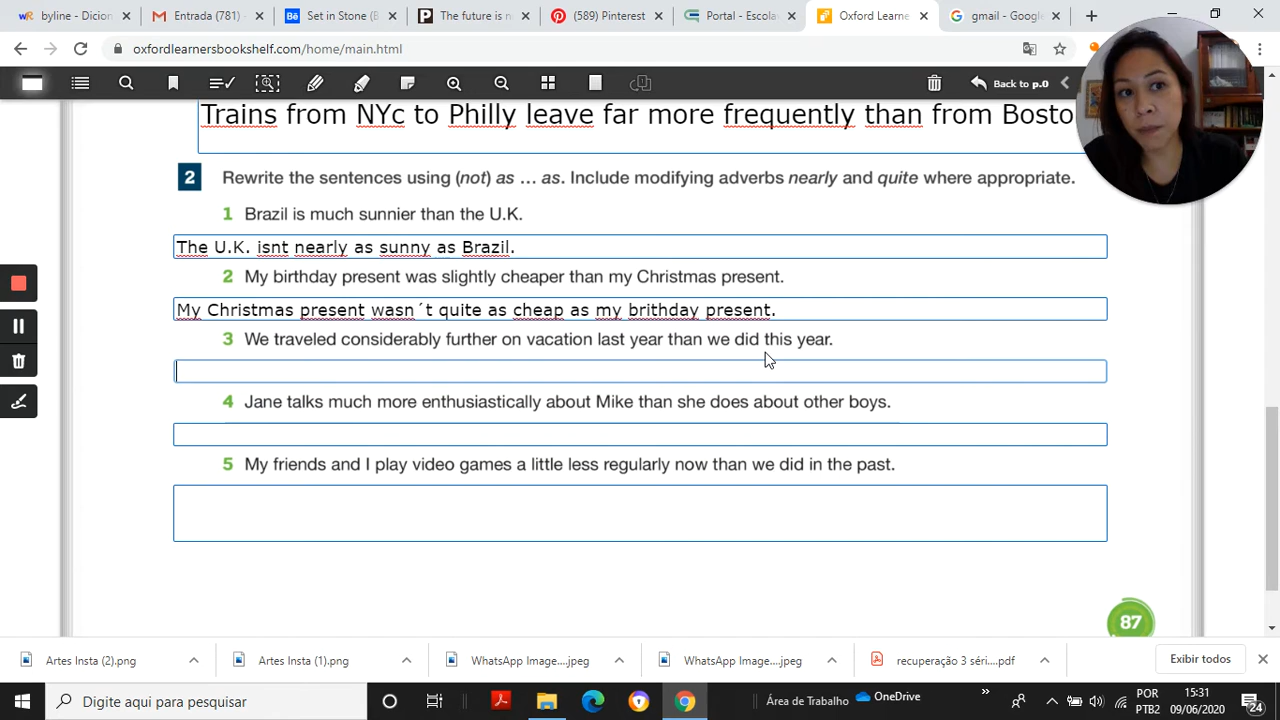 byline - Dicion
Entrada (781) -
Set in Stone (B
The future is n
(589) Pinterest
Portal - Escola
Oxford Learne
gmail - Google
oxfordlearnersbookshelf.com/home/main.html
Back to p.0
Trains from NYc to Philly leave far more frequently than from Bosto
2 Rewrite the sentences using (not) as … as. Include modifying adverbs nearly and quite where appropriate.
1 Brazil is much sunnier than the U.K.
The U.K. isnt nearly as sunny as Brazil.
2 My birthday present was slightly cheaper than my Christmas present.
My Christmas present wasn´t quite as cheap as my brithday present.
3 We traveled considerably further on vacation last year than we did this year.
4 Jane talks much more enthusiastically about Mike than she does about other boys.
5 My friends and I play video games a little less regularly now than we did in the past.
87
Artes Insta (2).png
Artes Insta (1).png
WhatsApp Image....jpeg
WhatsApp Image....jpeg
recuperação 3 séri....pdf
Exibir todos
Digite aqui para pesquisar
Área de Trabalho
OneDrive
POR
PTB2
15:31
09/06/2020
24